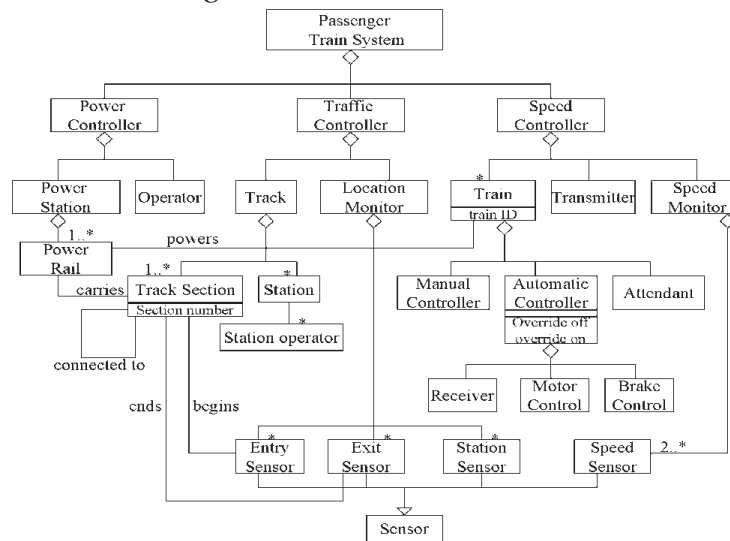 Passenger
Train System
Power
Controller
Traffic
Controller
Speed
Controller
Power
Station
Operator
Track
Location
Monitor
*
Train
train ID
Transmitter
Speed
Monitor
1..*
Power
Rail
powers
carries
1..*
Track Section
Section number
*
Station
*
Station operator
Manual
Controller
Automatic
Controller
Override off
override on
Attendant
connected to
Receiver
Motor
Control
Brake
Control
ends
begins
*
Entry
Sensor
*
Exit
Sensor
*
Station
Sensor
Speed
Sensor
2..*
Sensor